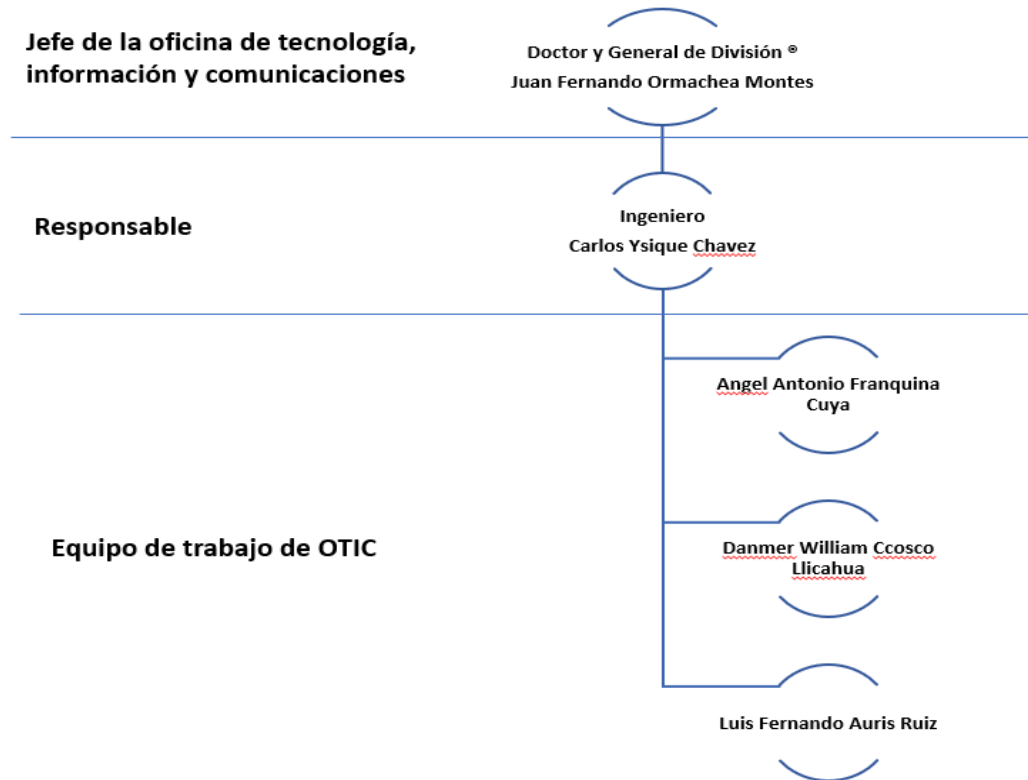 Jefe de la oficina de tecnología,
información y comunicaciones
Doctor y General de División ®
Juan Fernando Ormachea Montes
Responsable
Ingeniero
Carlos Ysique Chavez
Angel Antonio Franquina
Cuya
Equipo de trabajo de OTIC
Danmer William Ccosco
Llicahua
Luis Fernando Auris Ruiz